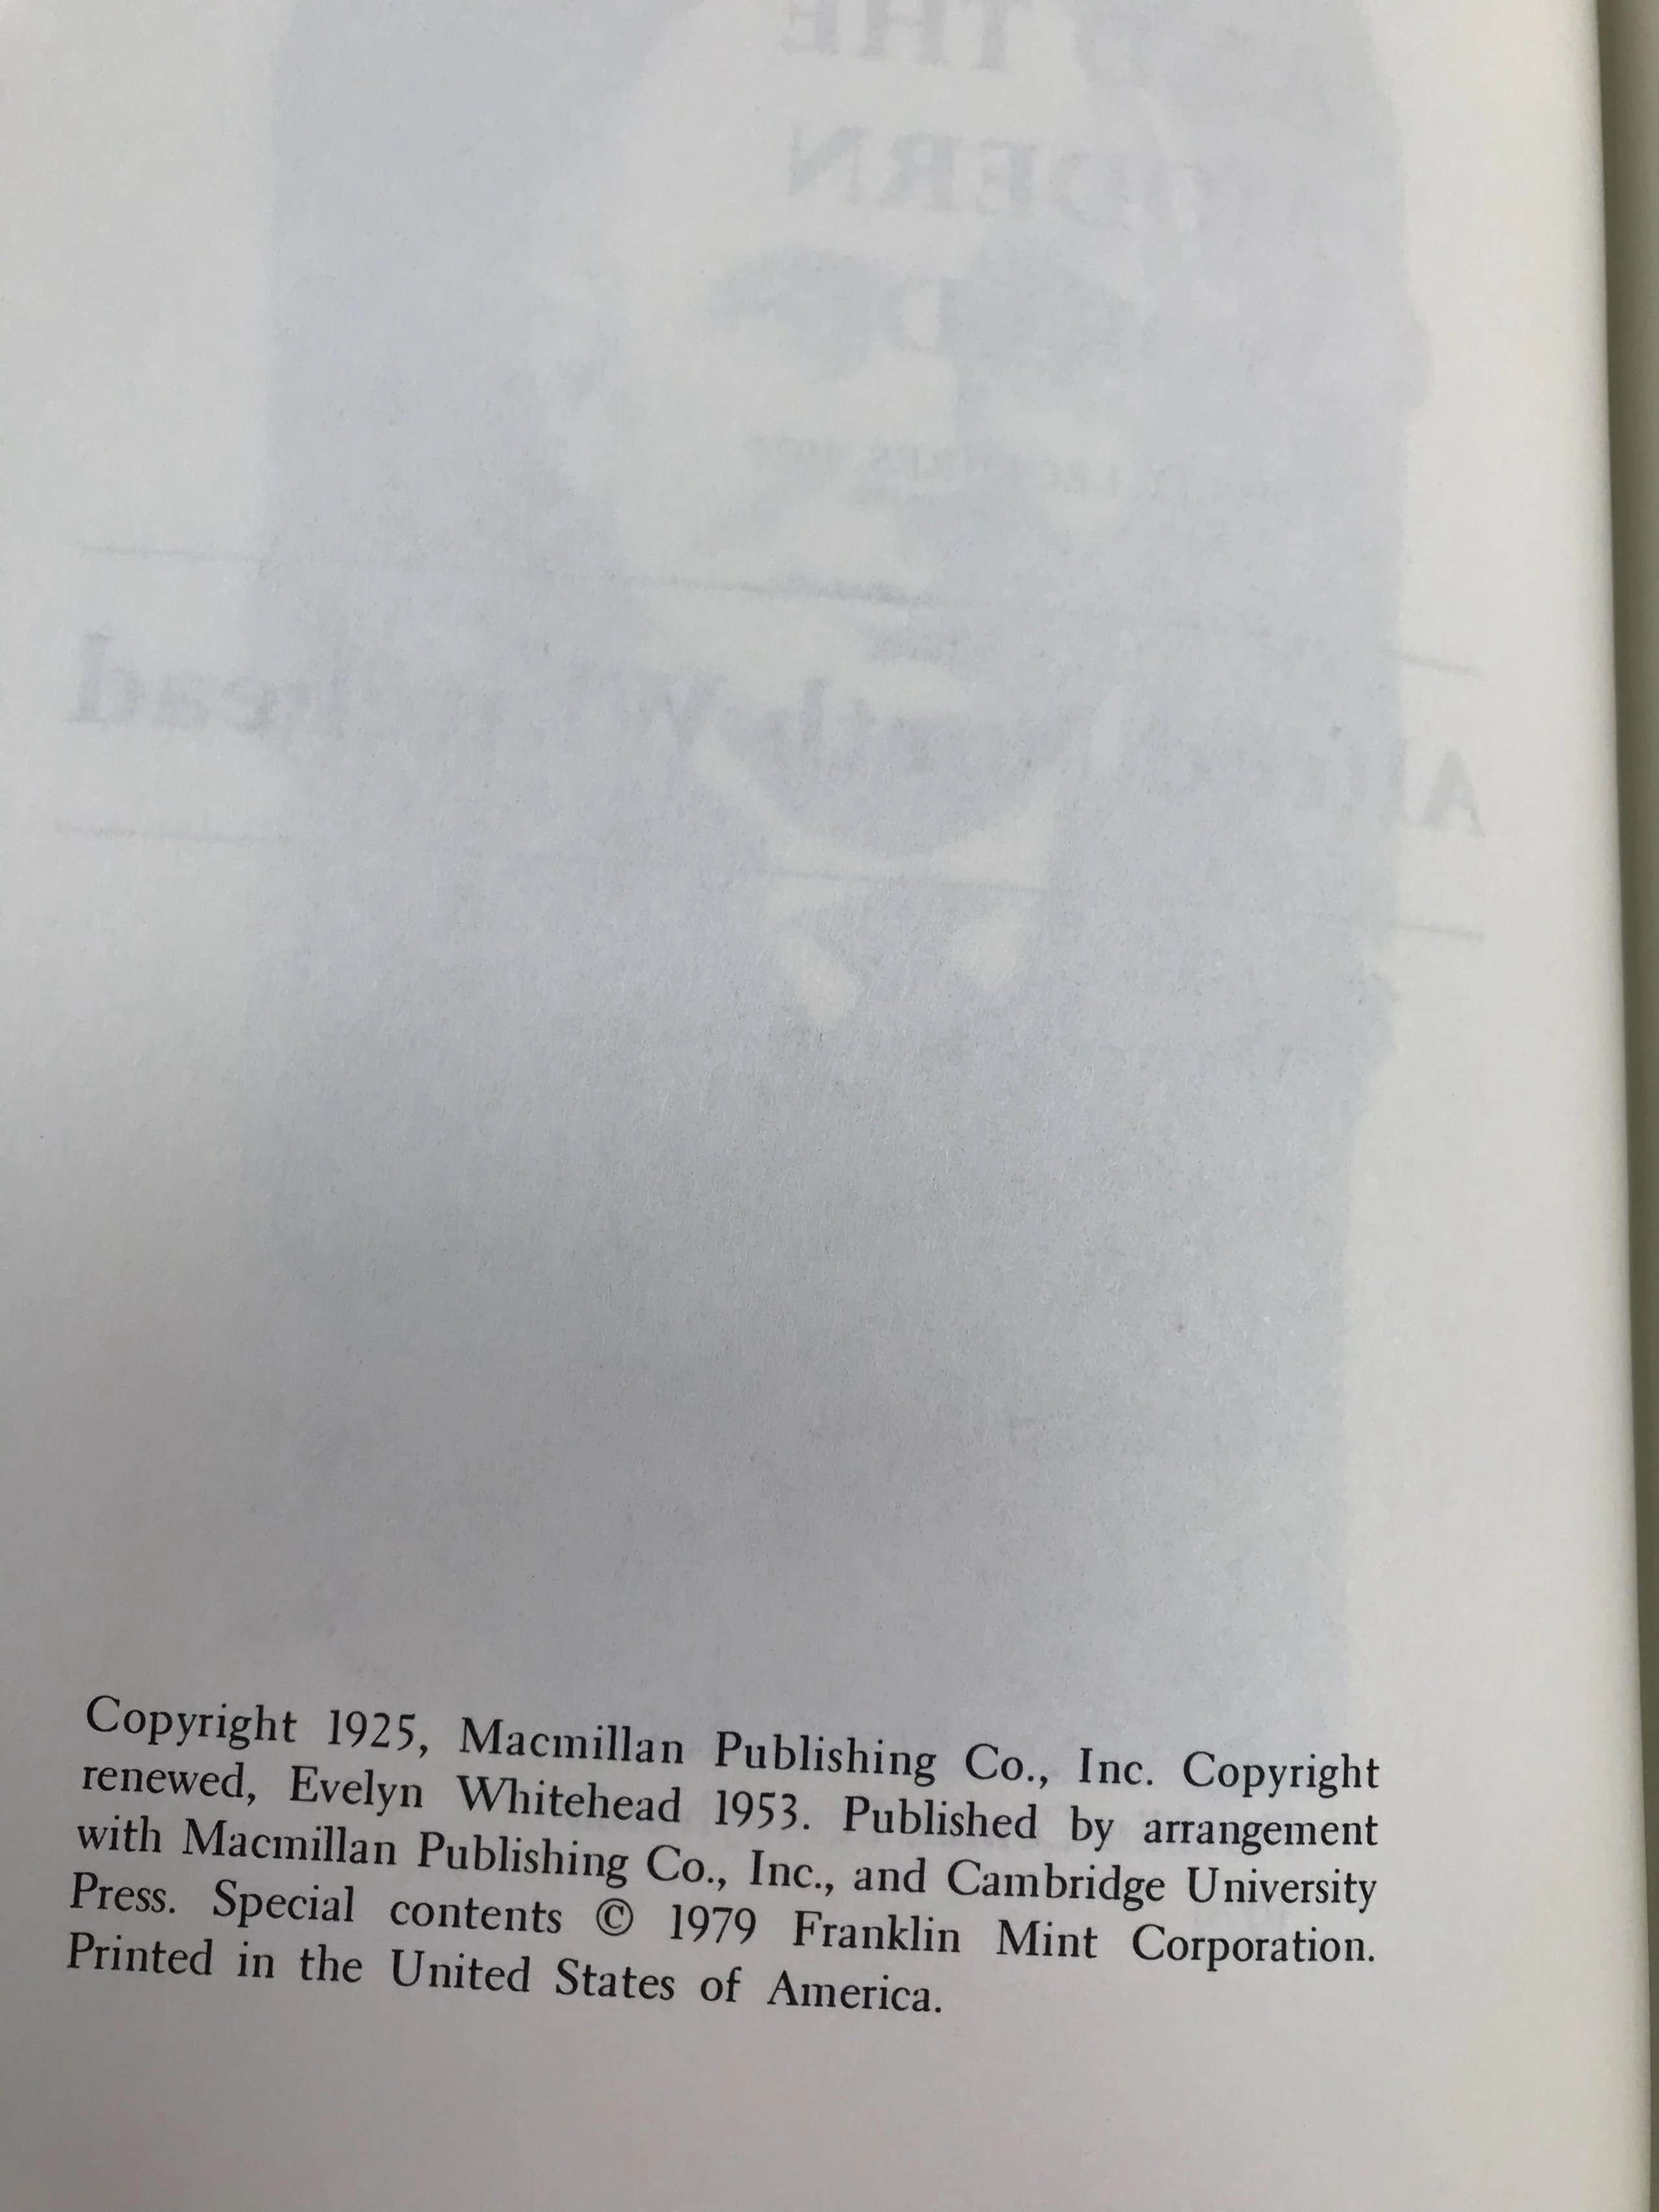 THE
Copyright 1925, Macmillan Publishing Co., Inc. Copyright
renewed, Evelyn Whitehead 1953. Published by arrangement
with Macmillan Publishing Co., Inc., and Cambridge University
Press. Special contents © 1979 Franklin Mint Corporation.
Printed in the United States of America.